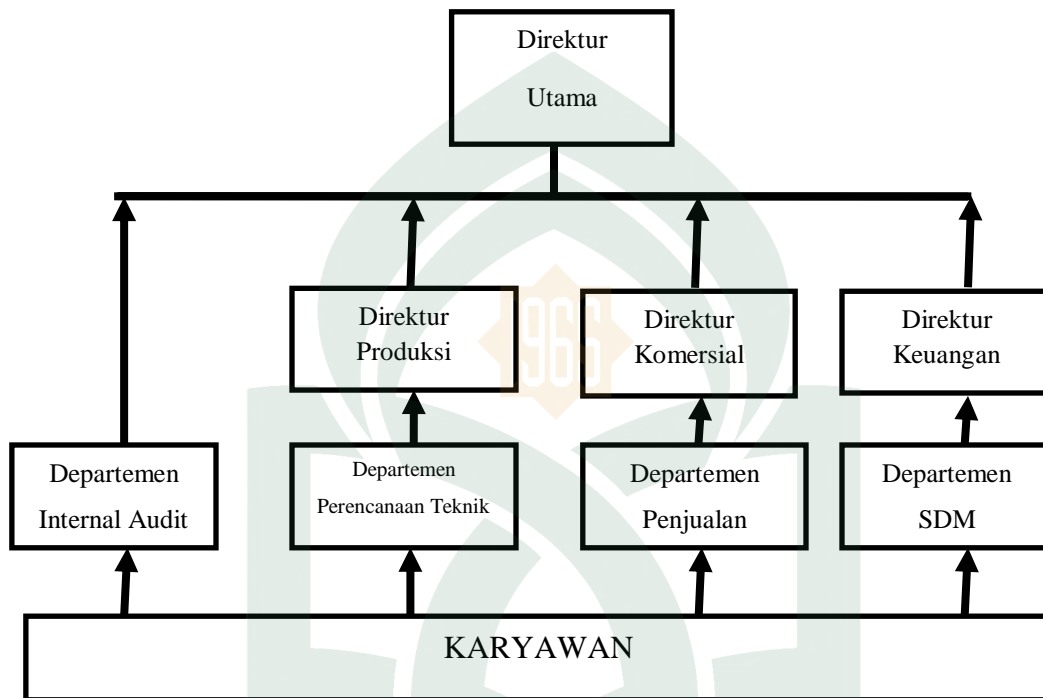 Direktur
Utama
Direktur
Produksi
Direktur
Komersial
Direktur
Keuangan
Departemen
Internal Audit
Departemen
Perencanaan Teknik
Departemen
Penjualan
Departemen
SDM
KARYAWAN
1965